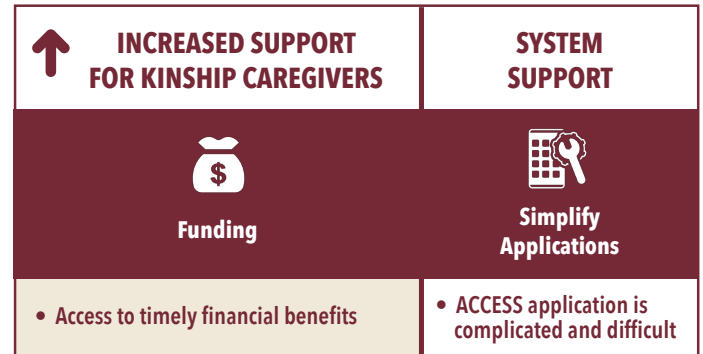 INCREASED SUPPORT
FOR KINSHIP CAREGIVERS
SYSTEM
SUPPORT
$
Funding
Simplify
Applications
• Access to timely financial benefits
• ACCESS application is
complicated and difficult